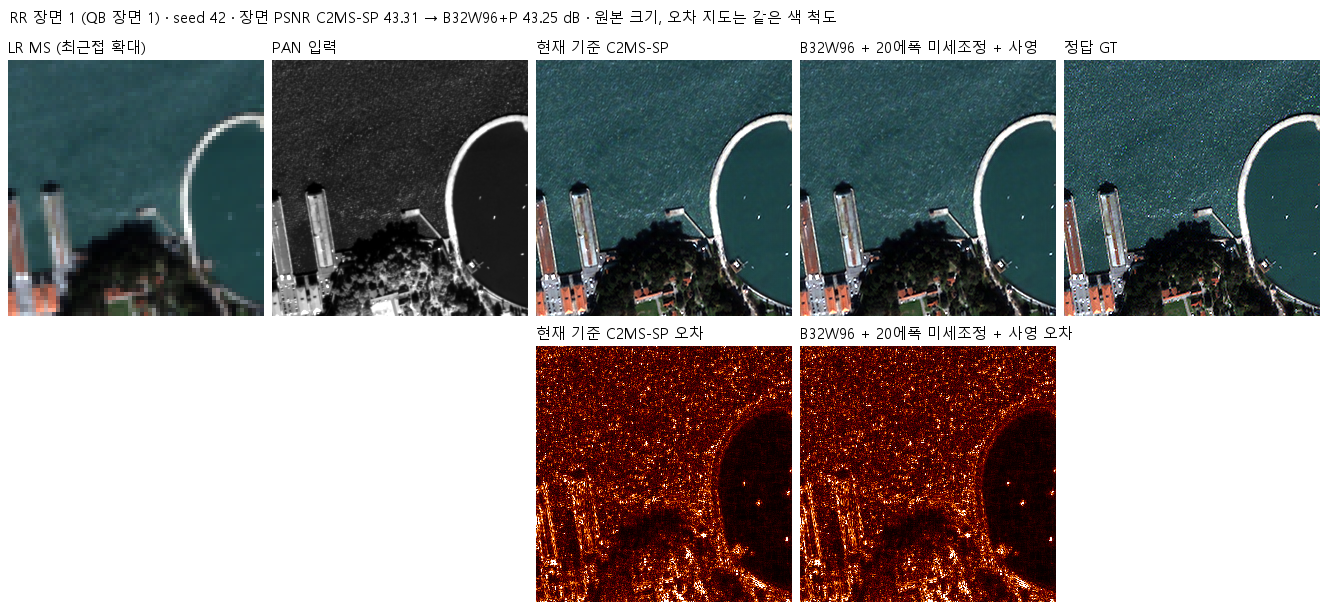 RR 장면 1 (QB 장면 1) · seed 42 · 장면 PSNR C2MS-SP 43.31 → B32W96+P 43.25 dB · 원본 크기, 오차 지도는 같은 색 척도
LR MS (최근접 확대)
PAN 입력
현재 기준 C2MS-SP
B32W96 + 20에폭 미세조정 + 사영
정답 GT
현재 기준 C2MS-SP 오차
B32W96 + 20에폭 미세조정 + 사영 오차